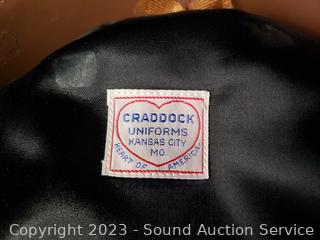 CRADDOCK
UNIFORMS
KANSAS CITY
MO.
HEART OF AMERICA
Copyright © 2023 - Sound Auction Service